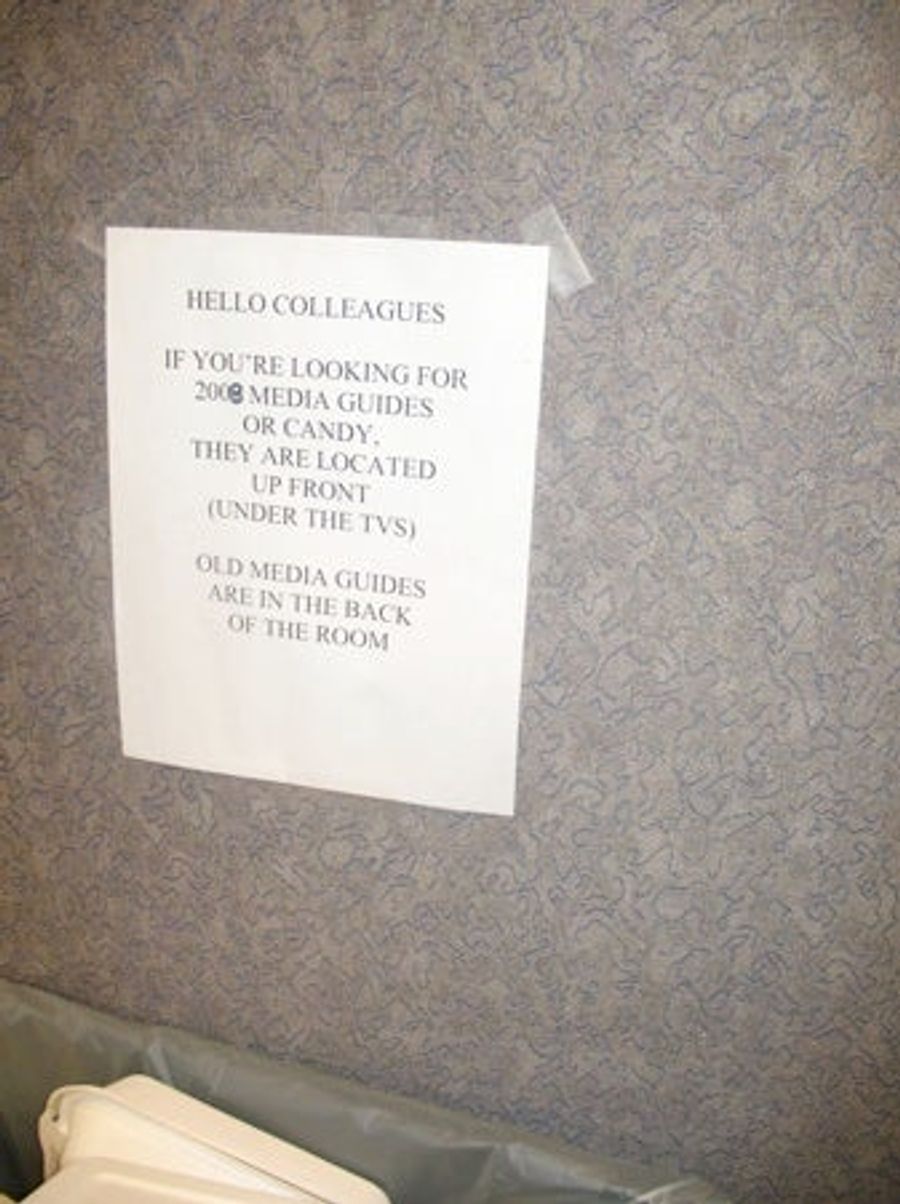 HELLO COLLEAGUES
IF YOU'RE LOOKING FOR
2008 MEDIA GUIDES
OR CANDY,
THEY ARE LOCATED
UP FRONT
(UNDER THE TVS)
OLD MEDIA GUIDES
ARE IN THE BACK
OF THE ROOM